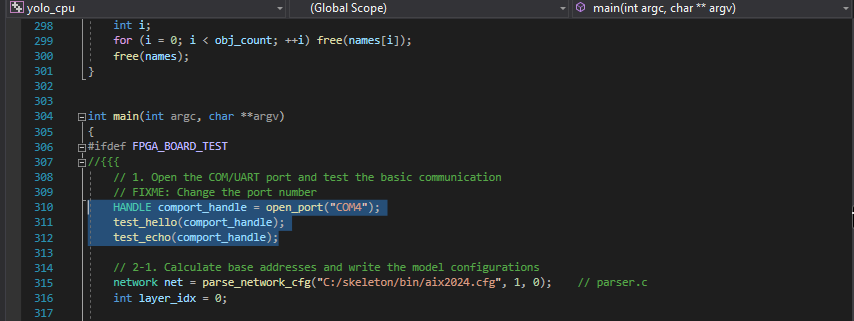 yolo_cpu (Global Scope) main(int argc, char ** argv)
298 int i;
299 for (i = 0; i < obj_count; ++i) free(names[i]);
300 free(names);
301 }
302
303
304 int main(int argc, char **argv)
305 {
306 #ifdef FPGA_BOARD_TEST
307 //{{{
308 // 1. Open the COM/UART port and test the basic communication
309 // FIXME: Change the port number
310 HANDLE comport_handle = open_port("COM4");
311 test_hello(comport_handle);
312 test_echo(comport_handle);
313
314 // 2-1. Calculate base addresses and write the model configurations
315 network net = parse_network_cfg("C:/skeleton/bin/aix2024.cfg", 1, 0); // parser.c
316 int layer_idx = 0;
317